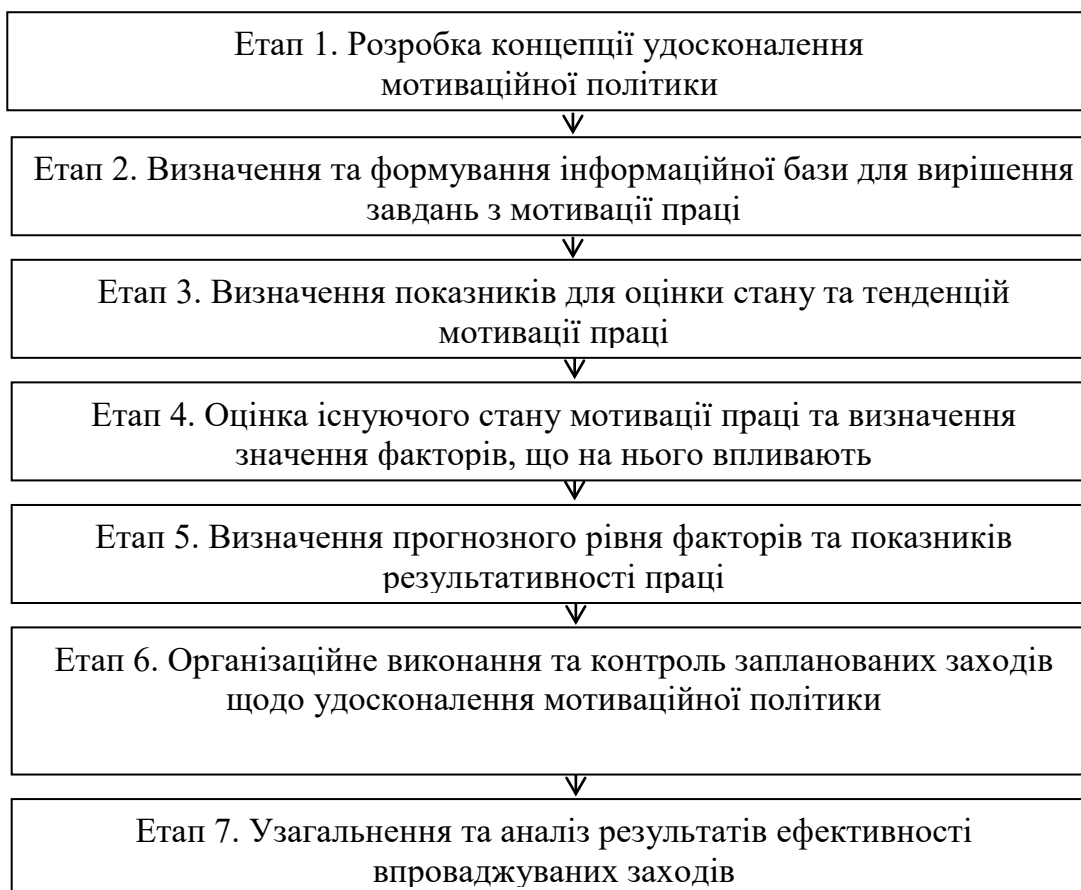 Етап 1. Розробка концепції удосконалення
мотиваційної політики
Етап 2. Визначення та формування інформаційної бази для вирішення
завдань з мотивації праці
Етап 3. Визначення показників для оцінки стану та тенденцій
мотивації праці
Етап 4. Оцінка існуючого стану мотивації праці та визначення
значення факторів, що на нього впливають
Етап 5. Визначення прогнозного рівня факторів та показників
результативності праці
Етап 6. Організаційне виконання та контроль запланованих заходів
щодо удосконалення мотиваційної політики
Етап 7. Узагальнення та аналіз результатів ефективності
впроваджуваних заходів